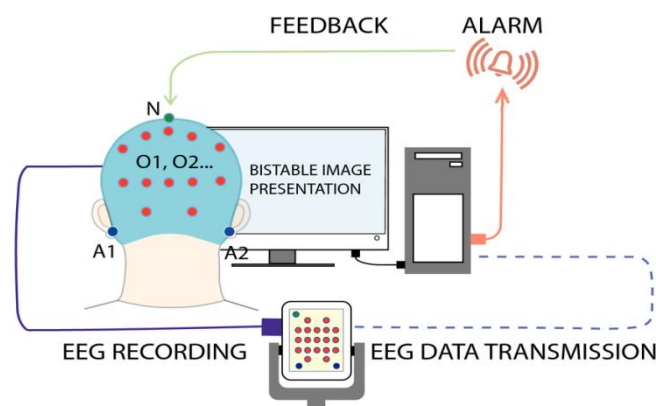 FEEDBACK
ALARM
N
O1, O2...
BISTABLE IMAGE
PRESENTATION
A1
A2
EEG RECORDING
EEG DATA TRANSMISSION